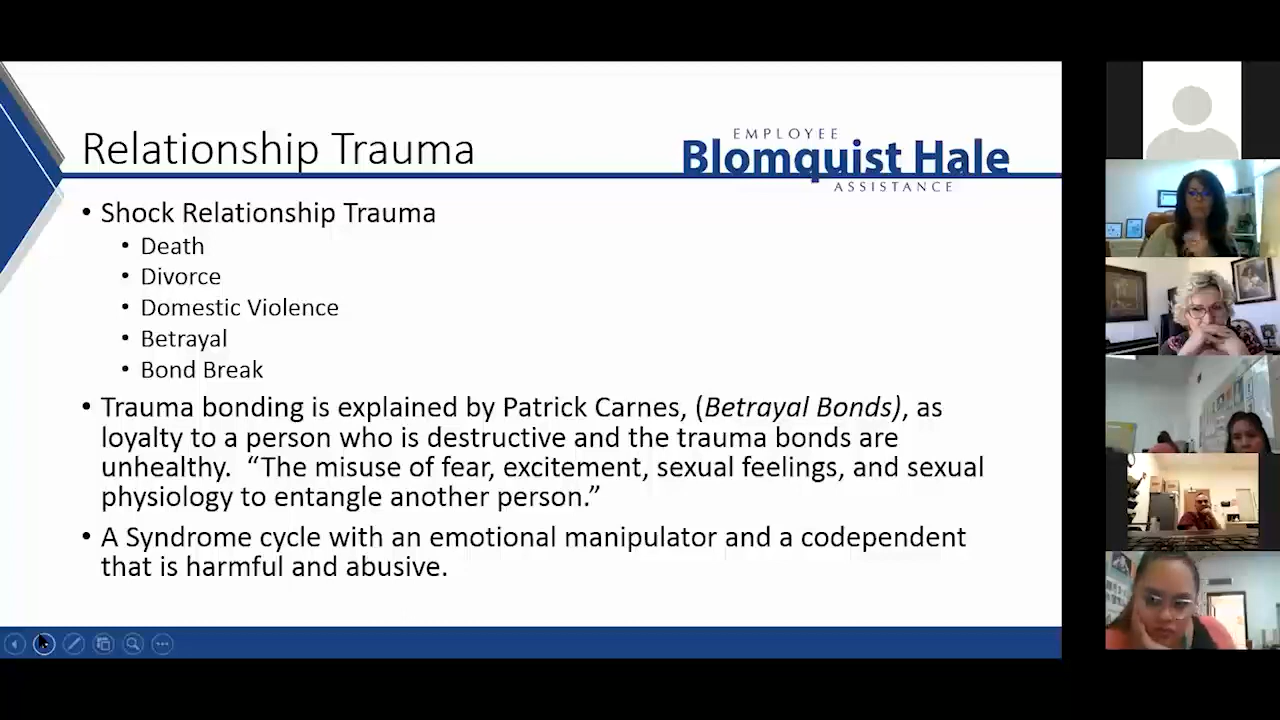 Relationship Trauma
EMPLOYEE
Blomquist Hale
ASSISTANCE
• Shock Relationship Trauma
• Death
• Divorce
• Domestic Violence
• Betrayal
• Bond Break
• Trauma bonding is explained by Patrick Carnes, (Betrayal Bonds), as
loyalty to a person who is destructive and the trauma bonds are
unhealthy. “The misuse of fear, excitement, sexual feelings, and sexual
physiology to entangle another person.”
• A Syndrome cycle with an emotional manipulator and a codependent
that is harmful and abusive.